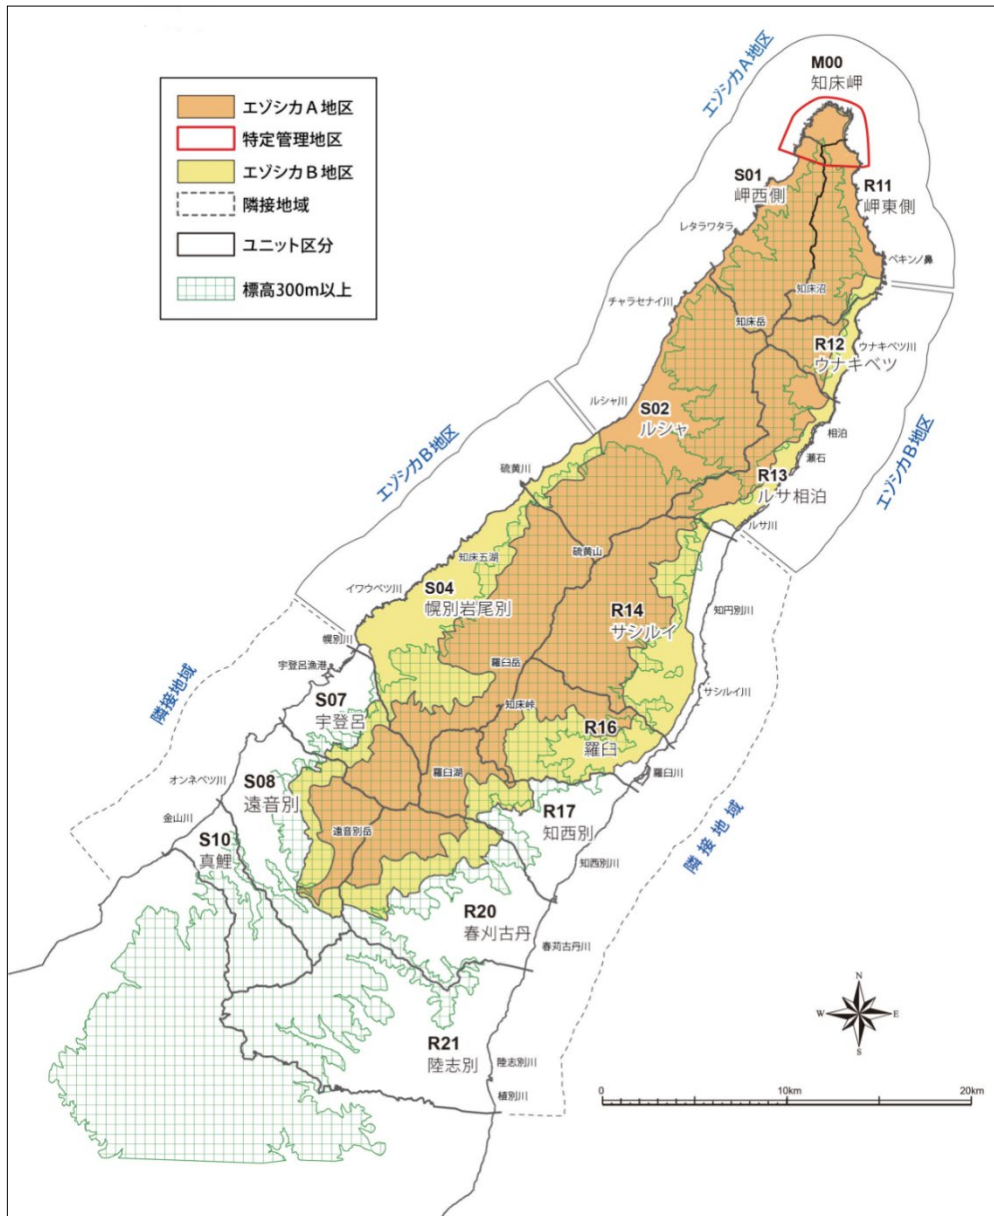 エゾシカA地区
特定管理地区
エゾシカB地区
隣接地域
ユニット区分
標高300m以上
エゾシカA地区
M00
知床岬
S01
岬西側
R11
岬東側
レタラワタラ
ペキンノ鼻
知床沼
チャラセナイ川
知床岳
R12
ウナキベツ
ウナキベツ川
ルシャ川
S02
ルシャ
エゾシカB地区
相泊
瀬石
エゾシカB地区
硫黄川
R13
ルサ相泊
ルサ川
知床五湖
硫黄山
イワウベツ川
S04
幌別岩尾別
R14
サシルイ
知円別川
幌別川
羅臼岳
宇登呂漁港
隣接地域
サシルイ川
S07
宇登呂
知床峠
R16
羅臼
羅臼湖
羅臼川
オンネベツ川
S08
遠音別
金山川
R17
知西別
隣接地域
S10
真鯉
遠音別岳
知西別川
R20
春刈古丹
春苅古丹川
N
W
E
S
R21
陸志別
陸志別川
植別川
0
10km
20km